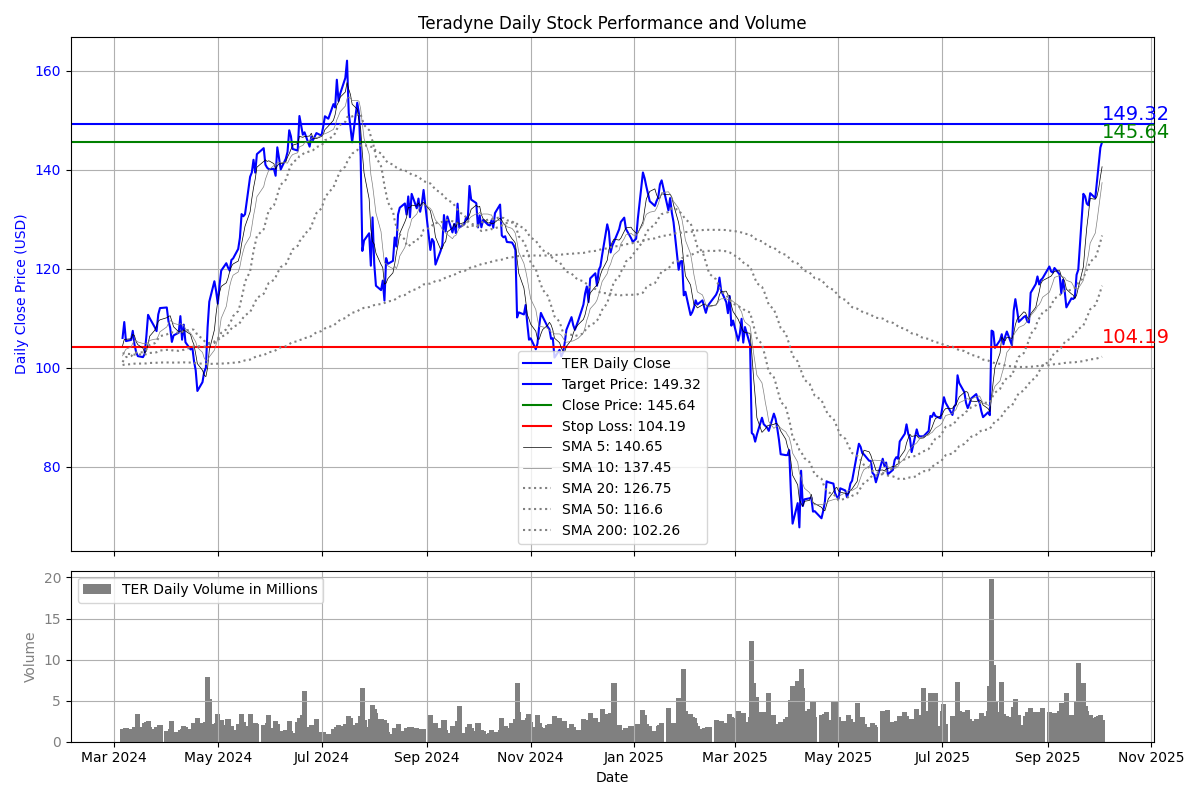 Teradyne Daily Stock Performance and Volume
160
140
120
100
80
Daily Close Price (USD)
149.32
145.64
104.19
TER Daily Close
Target Price: 149.32
Close Price: 145.64
Stop Loss: 104.19
SMA 5: 140.65
SMA 10: 137.45
SMA 20: 126.75
SMA 50: 116.6
SMA 200: 102.26
20
15
10
5
0
Volume
TER Daily Volume in Millions
Mar 2024 May 2024 Jul 2024 Sep 2024 Nov 2024 Jan 2025 Mar 2025 May 2025 Jul 2025 Sep 2025 Nov 2025
Date